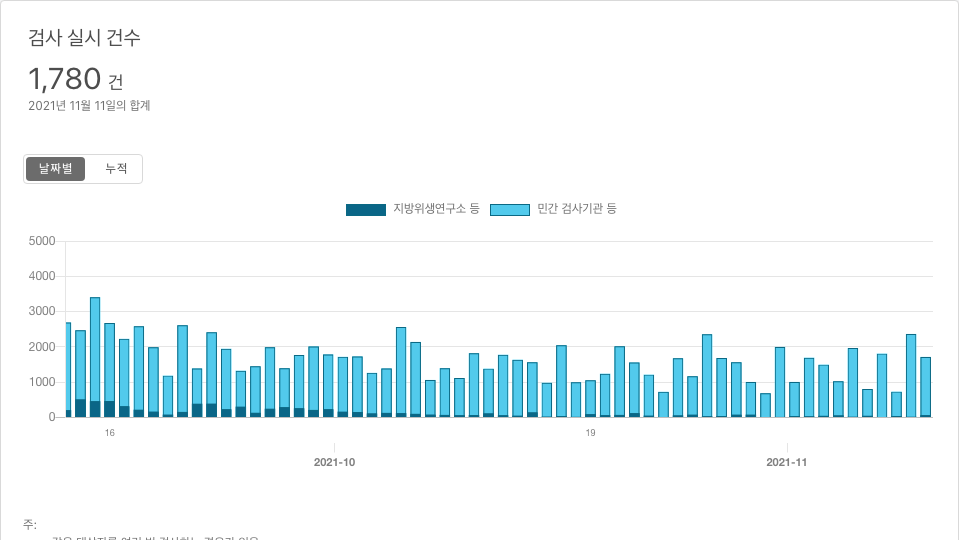 검사 실시 건수
1,780 건
2021년 11월 11일의 합계
날짜별 누적
지방위생연구소 등 민간 검사기관 등
5000
4000
3000
2000
1000
0
16 19
2021-10 2021-11
주: